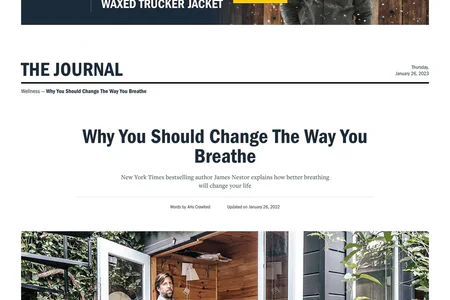 WAXED TRUCKER JACKET
THE JOURNAL
Thursday,
January 26, 2023
Wellness — Why You Should Change The Way You Breathe
Why You Should Change The Way You
Breathe
New York Times bestselling author James Nestor explains how better breathing
will change your life
Words by Arlo Crawford
Updated on January 26, 2022